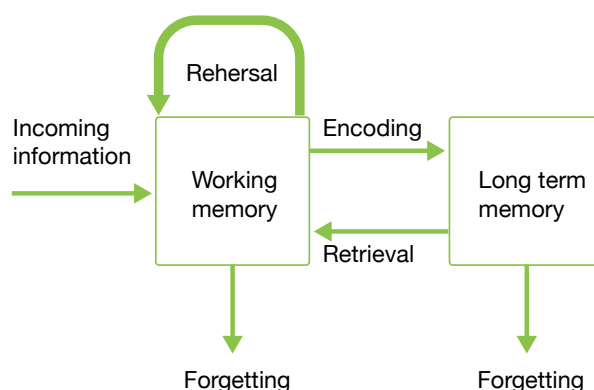 Rehersal
Incoming
information
Encoding
Working
memory
Long term
memory
Retrieval
Forgetting
Forgetting